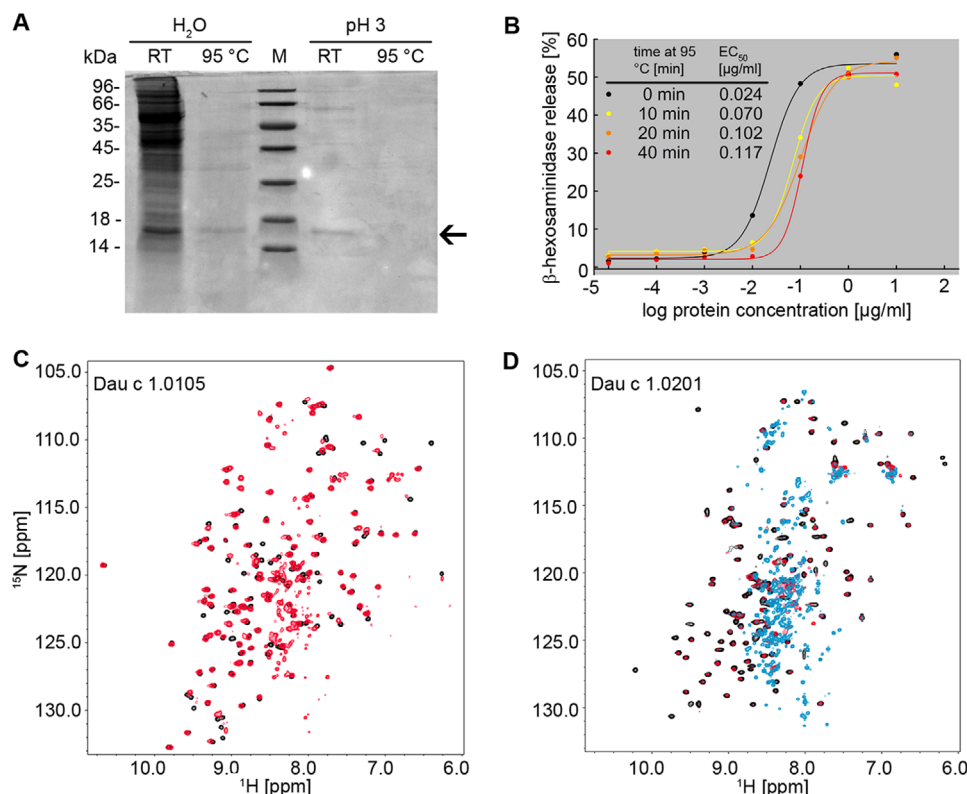 A
H2O
pH 3
kDa
RT
95 °C
M
RT
95 °C
96-
66-
35-
45-
25-
18 -
14 -
B
β-hexosaminidase release [%]
60
50
40
30
20
10
0
time at 95 °C [min]
EC50 [µg/ml]
0 min 0.024
10 min 0.070
20 min 0.102
40 min 0.117
-5 -4 -3 -2 -1 0 1 2
log protein concentration [µg/ml]
C
Dau c 1.0105
15N [ppm]
105.0
110.0
115.0
120.0
125.0
130.0
10.0 9.0 8.0 7.0 6.0
1H [ppm]
D
Dau c 1.0201
105.0
110.0
115.0
120.0
125.0
130.0
10.0 9.0 8.0 7.0 6.0
1H [ppm]